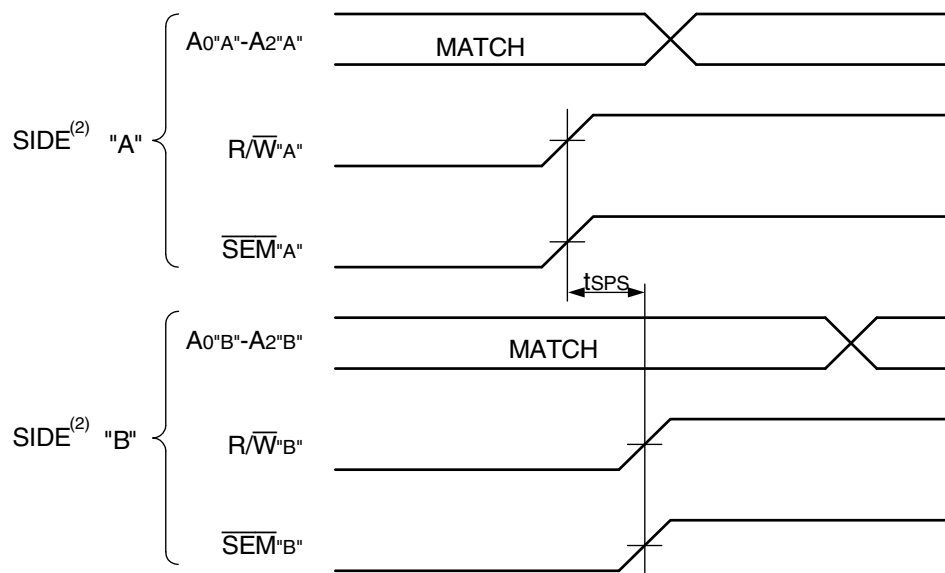 A0"A"-A2"A"
MATCH
SIDE(2) "A"
R/W"A"
SEM"A"
tSPS
A0"B"-A2"B"
MATCH
SIDE(2) "B"
R/W"B"
SEM"B"